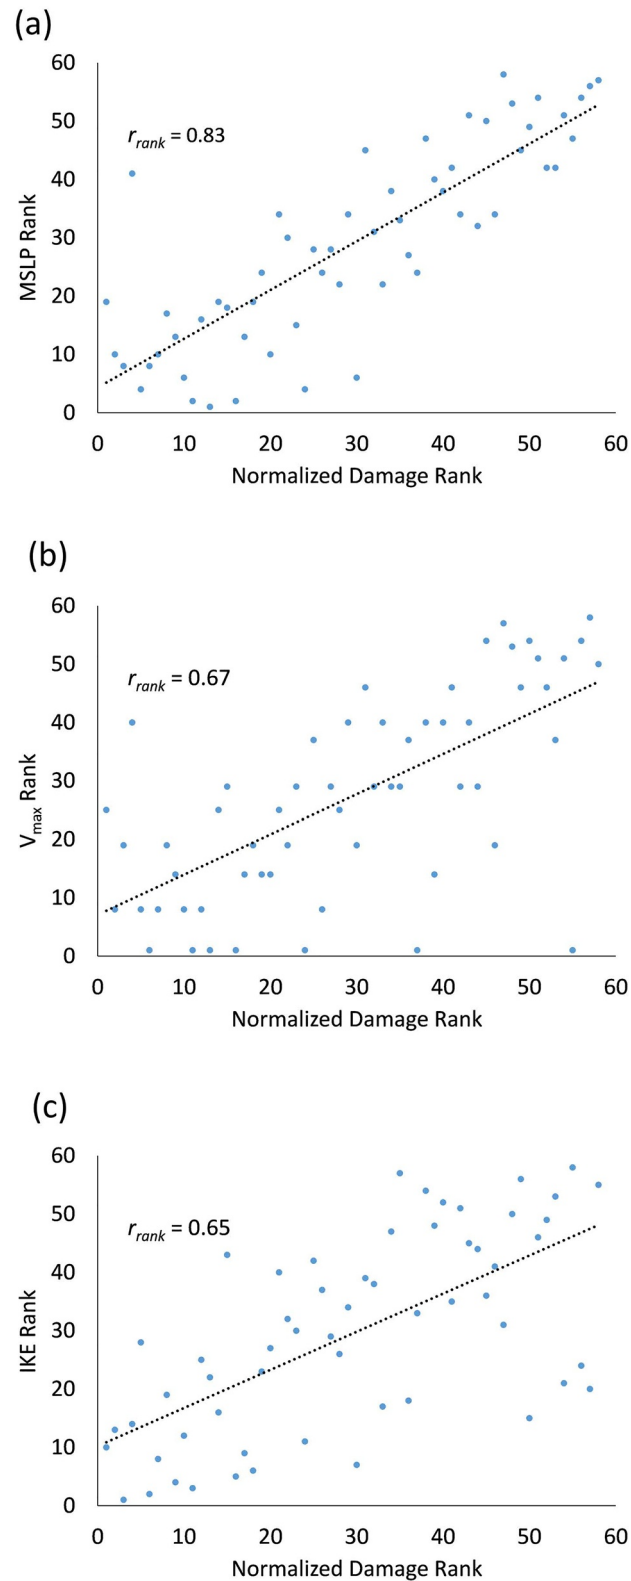 (a)
60
50
40
30
20
10
0
MSLP Rank
r_rank = 0.83
0 10 20 30 40 50 60
Normalized Damage Rank
(b)
60
50
40
30
20
10
0
V_max Rank
r_rank = 0.67
0 10 20 30 40 50 60
Normalized Damage Rank
(c)
60
50
40
30
20
10
0
IKE Rank
r_rank = 0.65
0 10 20 30 40 50 60
Normalized Damage Rank